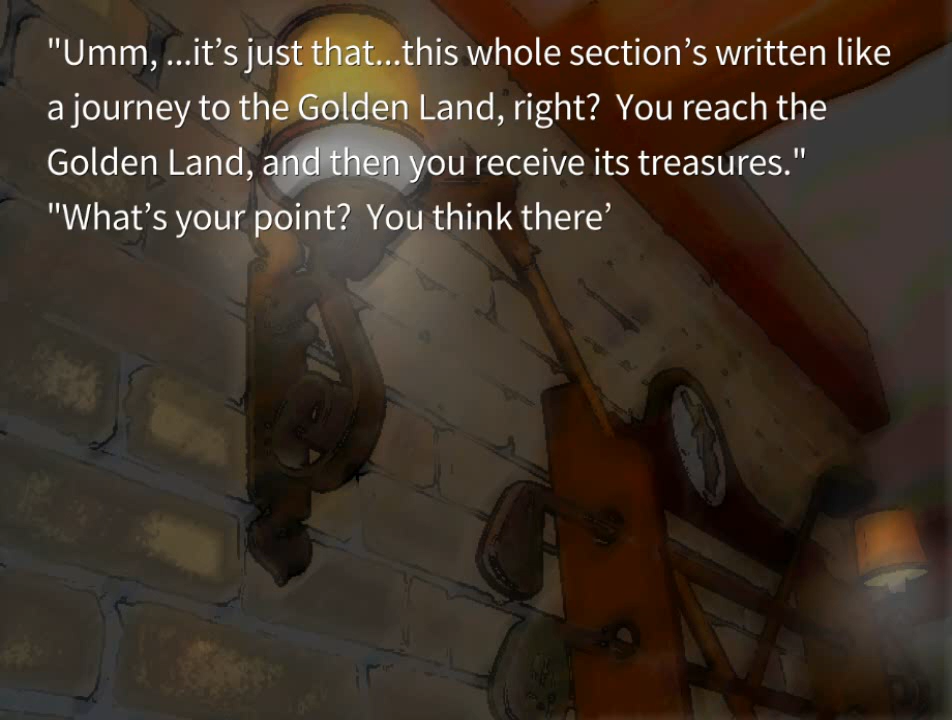 "Umm, ...it’s just that...this whole section’s written like
a journey to the Golden Land, right?  You reach the
Golden Land, and then you receive its treasures."
"What’s your point?  You think there’